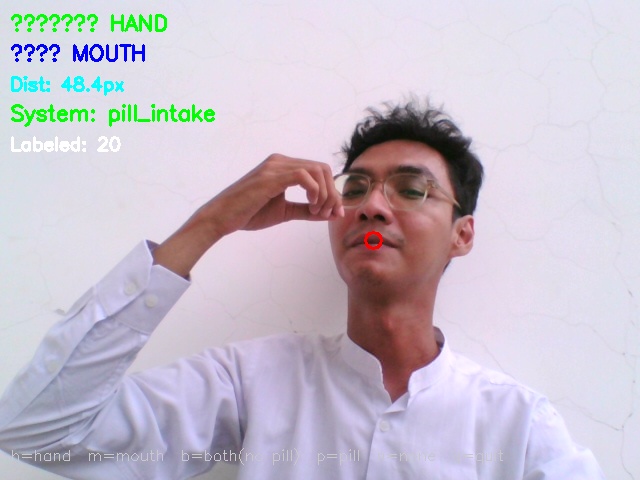 ??????? HAND
???? MOUTH
Dist: 48.4px
System: pill_intake
Labeled: 20
h=hand m=mouth b=both(no pill) p=pill